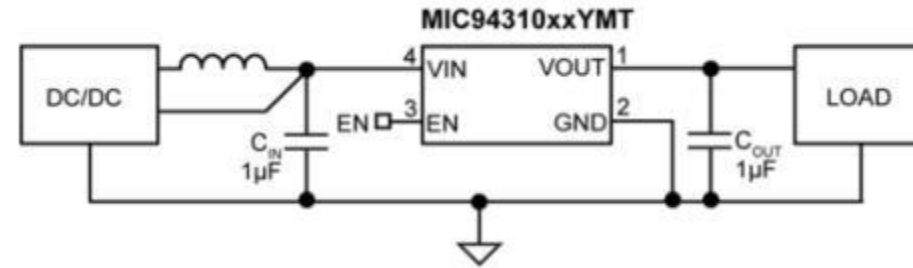 MIC94310xxYMT
DC/DC
4
VIN
VOUT
1
LOAD
EN
3
EN
GND
2
CIN
1µF
COUT
1µF